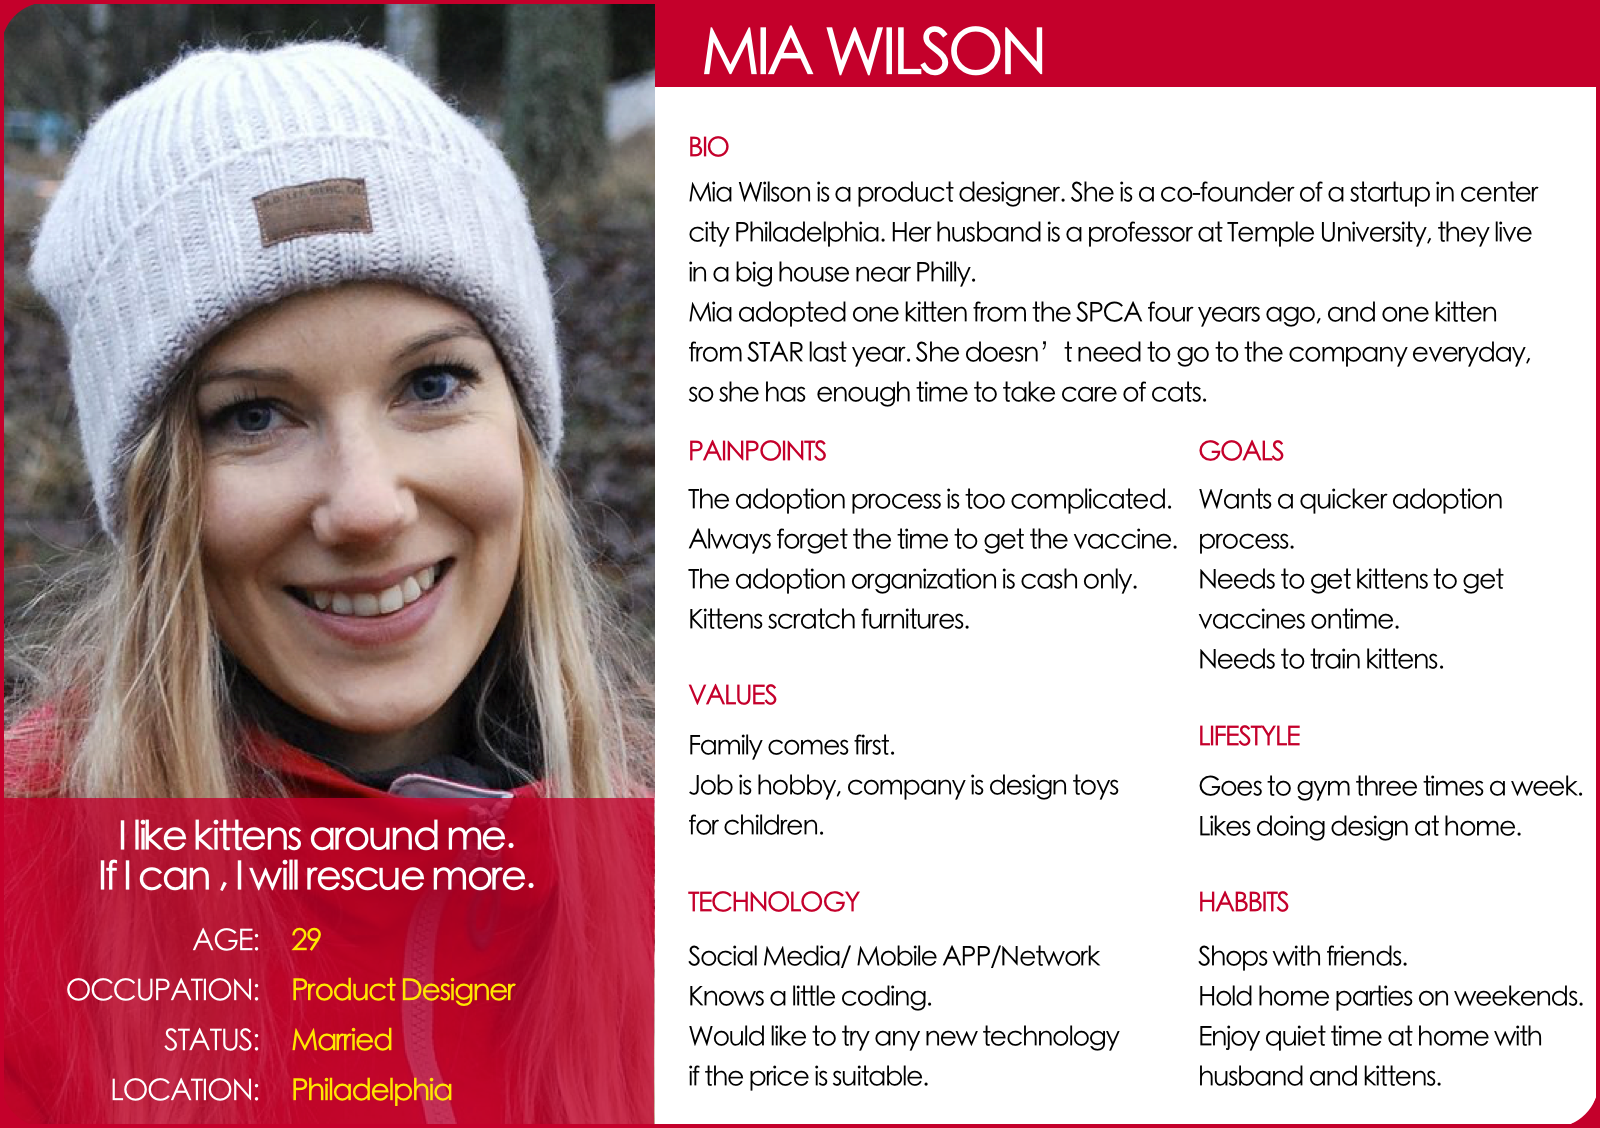 MIA WILSON
BIO
Mia Wilson is a product designer. She is a co-founder of a startup in center
city Philadelphia. Her husband is a professor at Temple University, they live
in a big house near Philly.
Mia adopted one kitten from the SPCA four years ago, and one kitten
from STAR last year. She doesn’ t need to go to the company everyday,
so she has  enough time to take care of cats.
PAINPOINTS
The adoption process is too complicated.
Always forget the time to get the vaccine.
The adoption organization is cash only.
Kittens scratch furnitures.
GOALS
Wants a quicker adoption
process.
Needs to get kittens to get
vaccines ontime.
Needs to train kittens.
VALUES
Family comes first.
Job is hobby, company is design toys
for children.
LIFESTYLE
Goes to gym three times a week.
Likes doing design at home.
TECHNOLOGY
Social Media/ Mobile APP/Network
Knows a little coding.
Would like to try any new technology
if the price is suitable.
HABBITS
Shops with friends.
Hold home parties on weekends.
Enjoy quiet time at home with
husband and kittens.
I like kittens around me.
If I can , I will rescue more.
AGE: 29
OCCUPATION: Product Designer
STATUS: Married
LOCATION: Philadelphia